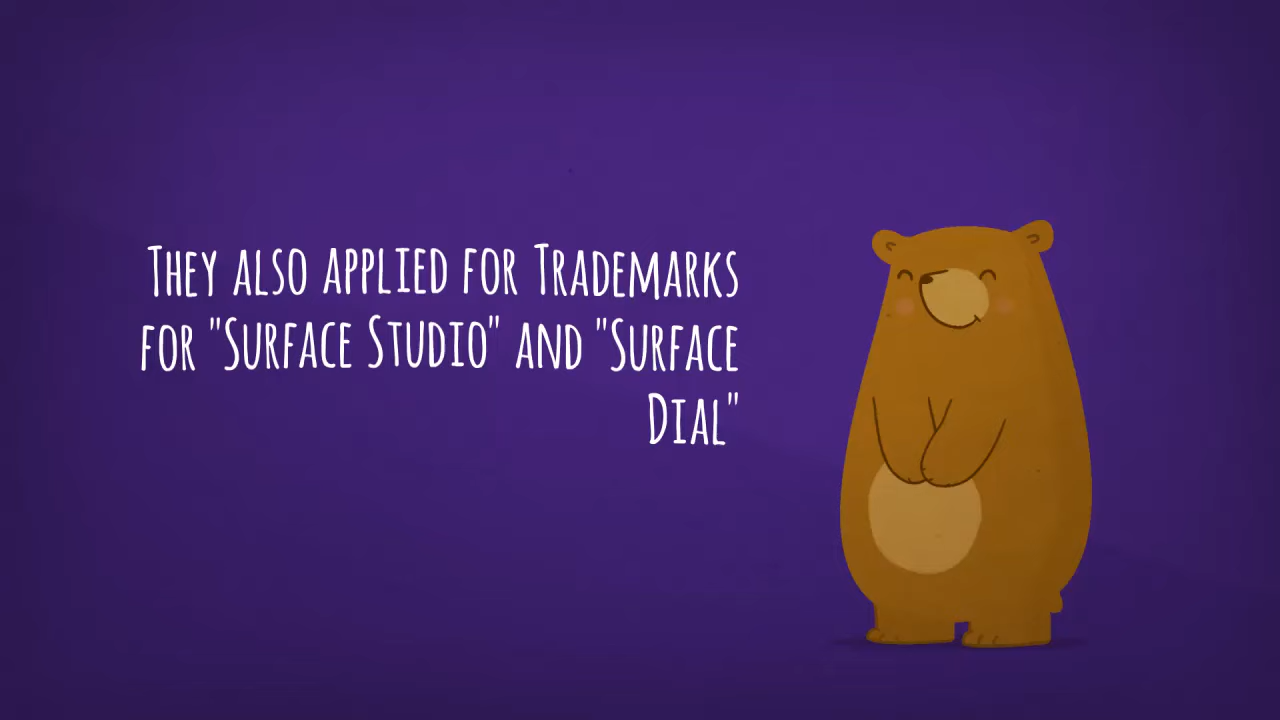 They also applied for Trademarks
for "Surface Studio" and "Surface
Dial"